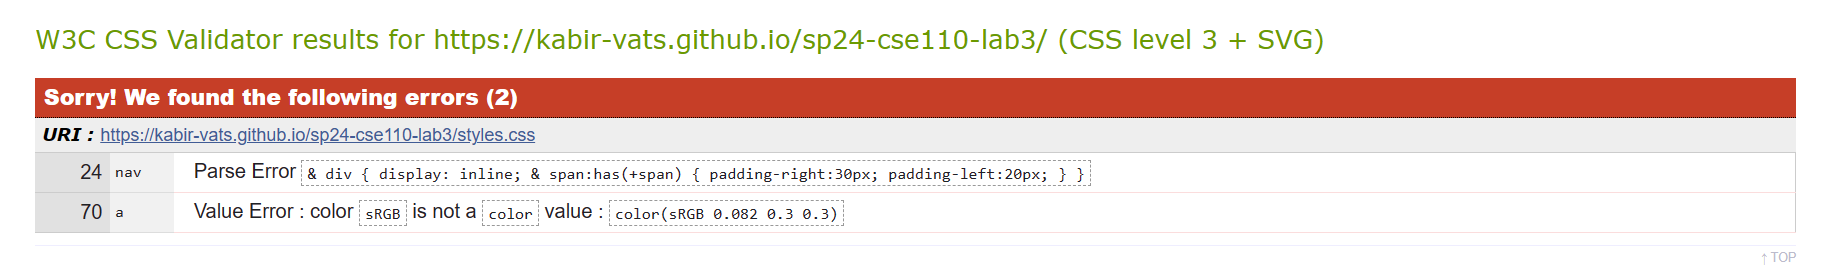 W3C CSS Validator results for https://kabir-vats.github.io/sp24-cse110-lab3/ (CSS level 3 + SVG)
Sorry! We found the following errors (2)
URI : https://kabir-vats.github.io/sp24-cse110-lab3/styles.css
24 nav Parse Error & div { display: inline; & span:has(+span) { padding-right:30px; padding-left:20px; } }
70 a Value Error : color sRGB is not a color value : color(sRGB 0.082 0.3 0.3)
↑ TOP